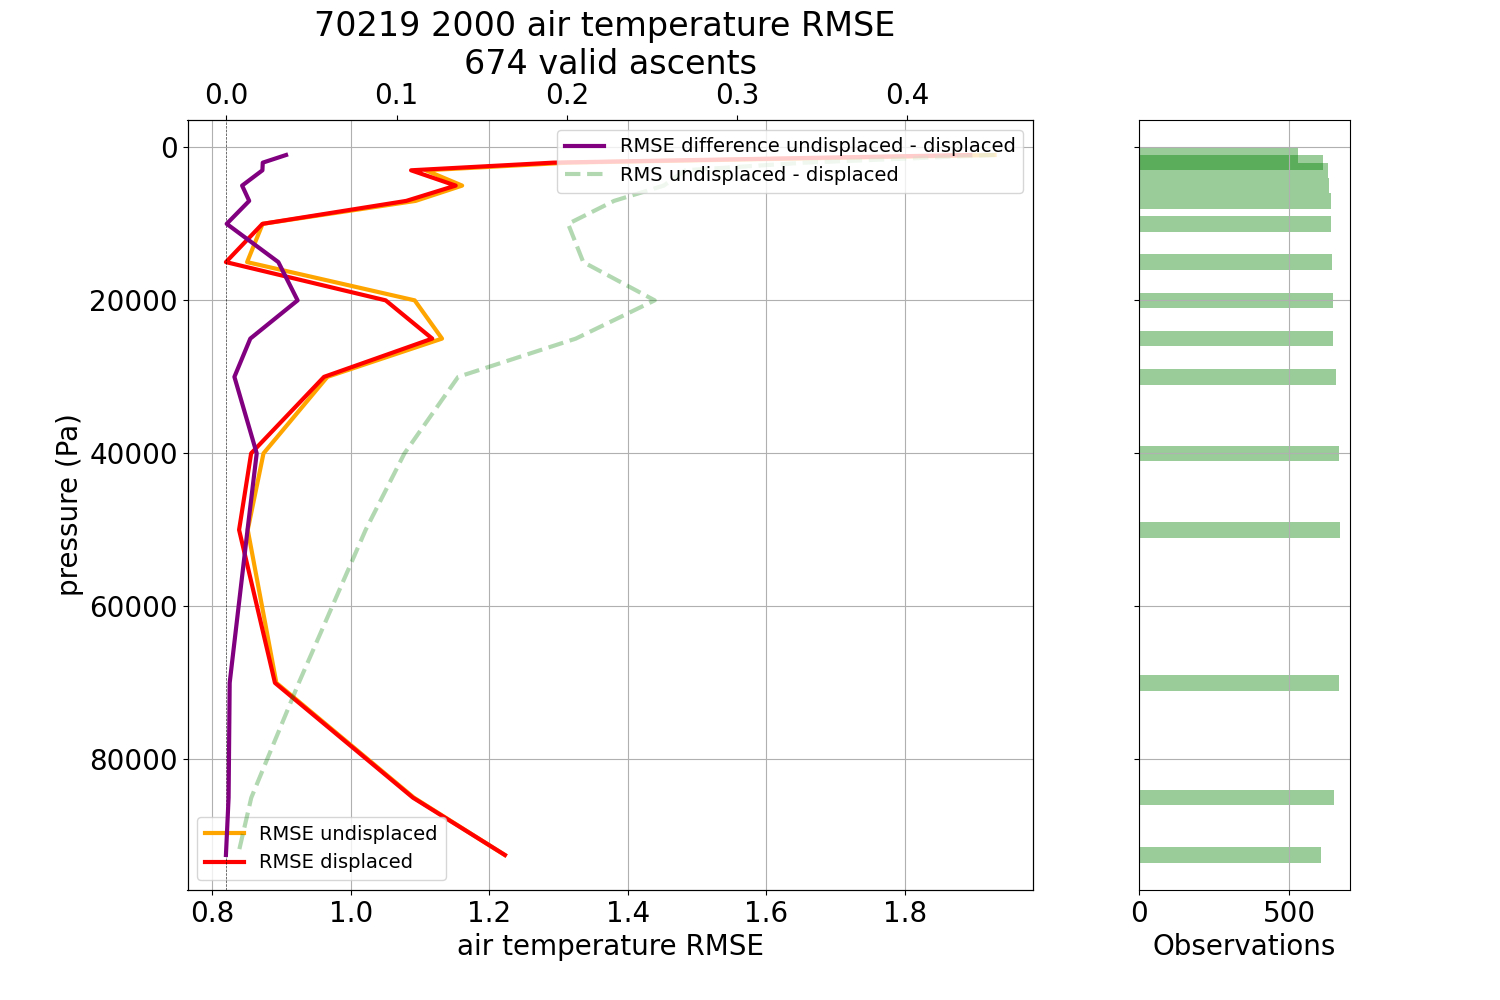 70219 2000 air temperature RMSE
674 valid ascents
0.0 0.1 0.2 0.3 0.4
RMSE difference undisplaced - displaced
RMS undisplaced - displaced
0
20000
40000
60000
80000
pressure (Pa)
RMSE undisplaced
RMSE displaced
0.8 1.0 1.2 1.4 1.6 1.8
air temperature RMSE
0 500
Observations